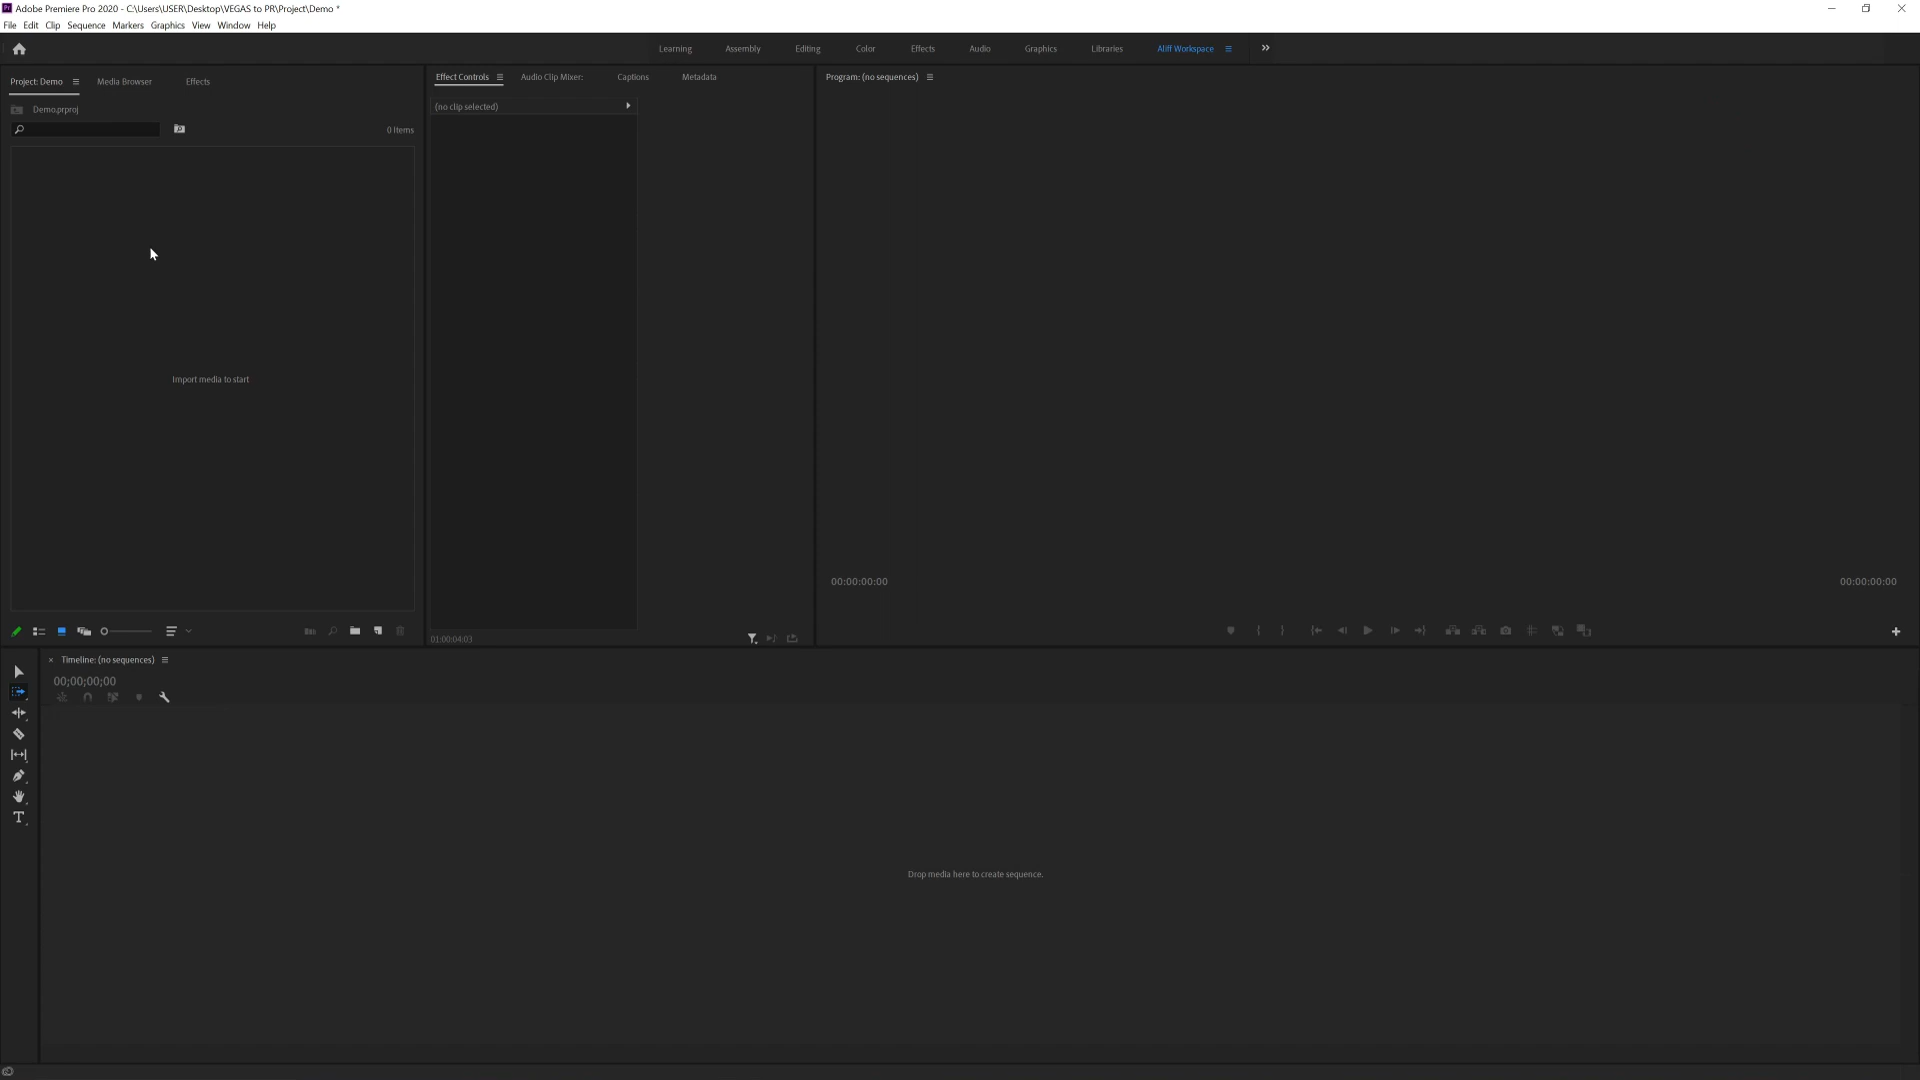 Adobe Premiere Pro 2020 - C:\Users\USER\Desktop\VEGAS to PR\Project\Demo *
File Edit Clip Sequence Markers Graphics View Window Help
Learning Assembly Editing Color Effects Audio Graphics Libraries Aliff Workspace
Project: Demo Media Browser Effects
Effect Controls Audio Clip Mixer: Captions Metadata
Program: (no sequences)
Demo.prproj
(no clip selected)
0 Items
Import media to start
00:00:00:00 00:00:00:00
01:00:04:03
Timeline: (no sequences)
00;00;00;00
Drop media here to create sequence.